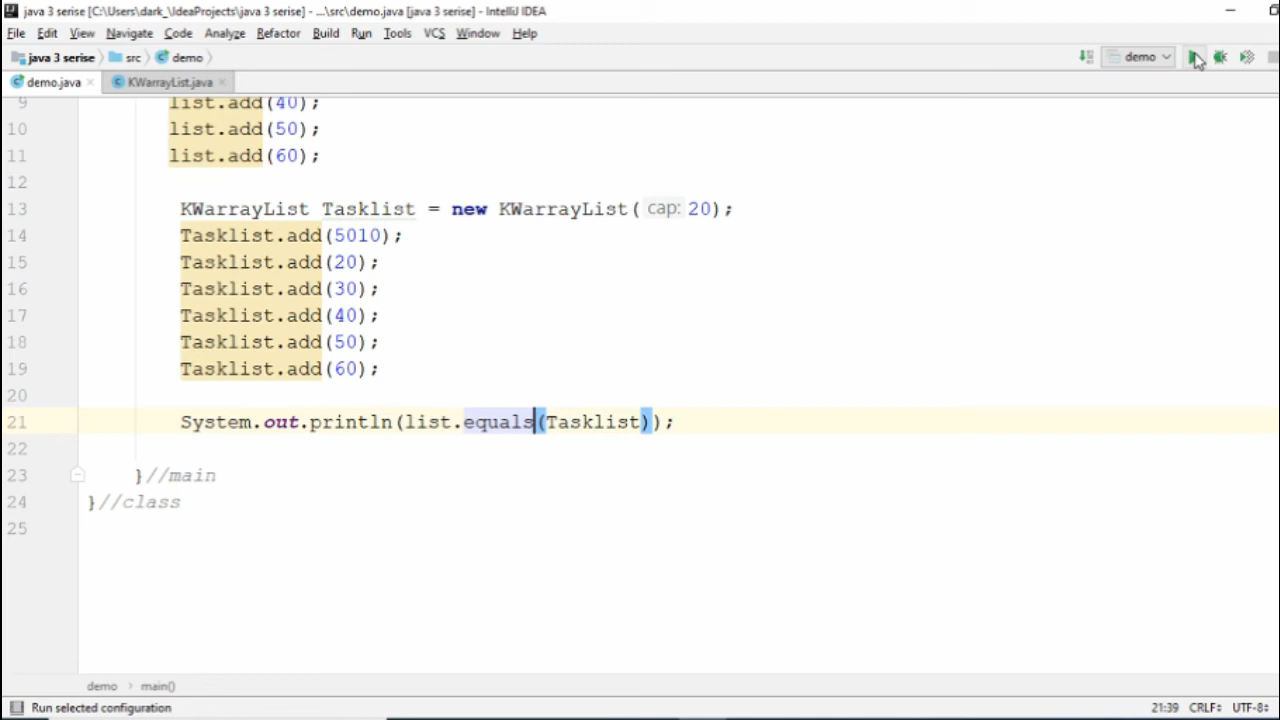 java 3 serise [C:\Users\dark_\IdeaProjects\java 3 serise] - ...\src\demo.java [java 3 serise] - IntelliJ IDEA
File Edit View Navigate Code Analyze Refactor Build Run Tools VCS Window Help
java 3 serise src demo demo
demo.java KWarrayList.java
9 list.add(40);
10 list.add(50);
11 list.add(60);
12
13 KWarrayList Tasklist = new KWarrayList( cap: 20);
14 Tasklist.add(5010);
15 Tasklist.add(20);
16 Tasklist.add(30);
17 Tasklist.add(40);
18 Tasklist.add(50);
19 Tasklist.add(60);
20
21 System.out.println(list.equals(Tasklist));
22
23 }//main
24 }//class
25
demo main()
Run selected configuration 21:39 CRLF UTF-8